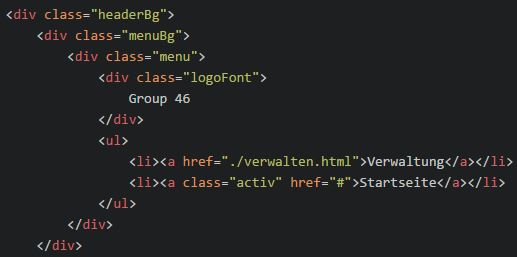 <div class="headerBg">
    <div class="menuBg">
        <div class="menu">
            <div class="logoFont">
                Group 46
            </div>
            <ul>
                <li><a href="./verwalten.html">Verwaltung</a></li>
                <li><a class="activ" href="#">Startseite</a></li>
            </ul>
        </div>
    </div>